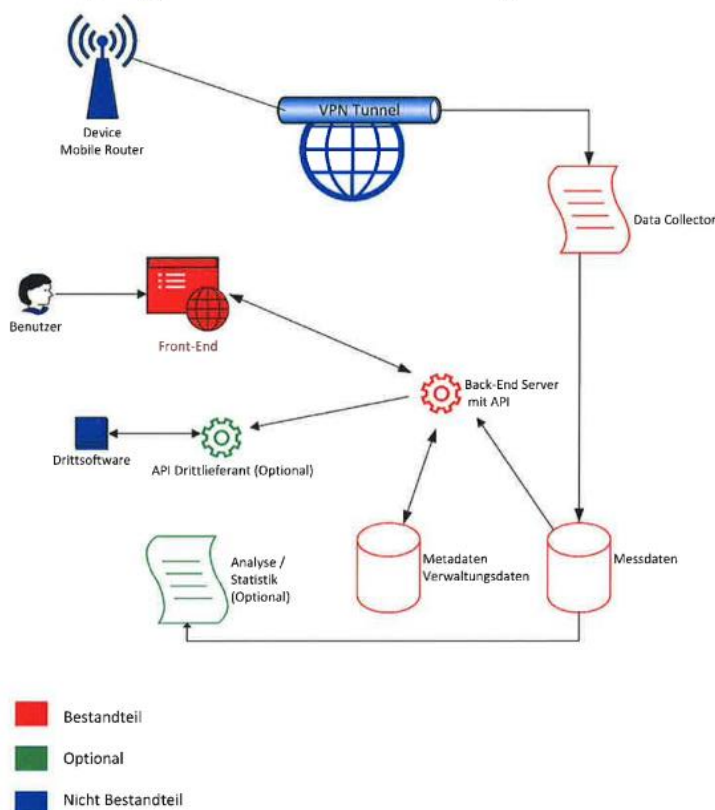 VPN Tunnel
Device
Mobile Router
Data Collector
Benutzer
Front-End
Back-End Server
mit API
Drittsoftware
API Drittlieferant (Optional)
Analyse /
Statistik
(Optional)
Metadaten
Verwaltungsdaten
Messdaten
Bestandteil
Optional
Nicht Bestandteil